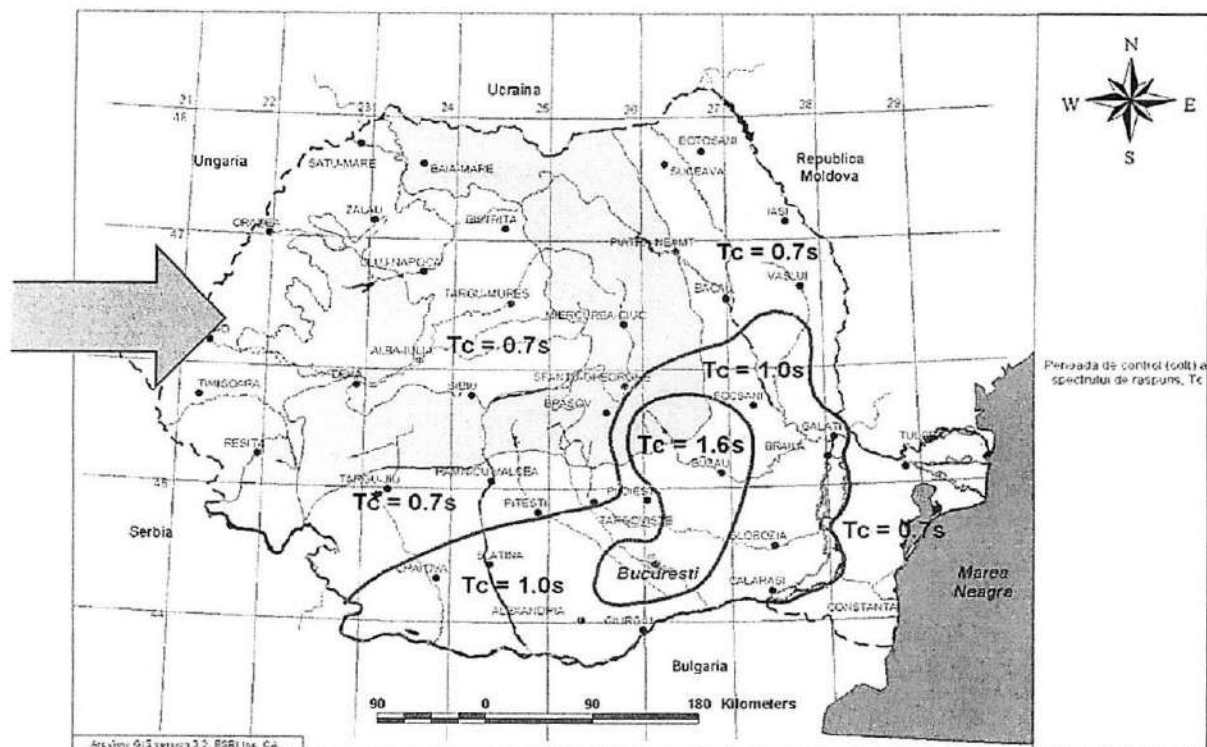 N
W E
S
21 22 23 24 25 26 27 28 29
48
Ucraina
Ungaria
SATU-MARE
BAIA-MARE
BOTOSANI
SUCEAVA
Republica
Moldova
ZALAU
BISTRITA
IASI
47
CLUJ-NAPOCA
PIATRA NEAMT
Tc = 0.7s
VASLUI
BACAU
TARGU-MURES
MIERCUREA-CIUC
Tc = 0.7s
ALBA-IULIA
DEVA
SIBIU
SFANTU-GHEORGHE
Tc = 1.0s
Perioada de control (colt) a
spectrului de raspuns, Tc
TIMISOARA
BRASOV
FOCSANI
RESITA
Tc = 1.6s
GALATI
BRAILA
BUZAU
RAMNICU VALCEA
45
TARGU-JIU
Tc = 0.7s
PITESTI
PLOIESTI
TARGOVISTE
Serbia
SLOBOZIA
Tc = 0.7s
SLATINA
CRAIOVA
Bucuresti
Tc = 1.0s
CALARASI
Marea
Neagra
44
ALEXANDRIA
GIURGIU
CONSTANTA
Bulgaria
90 0 90 180 Kilometers